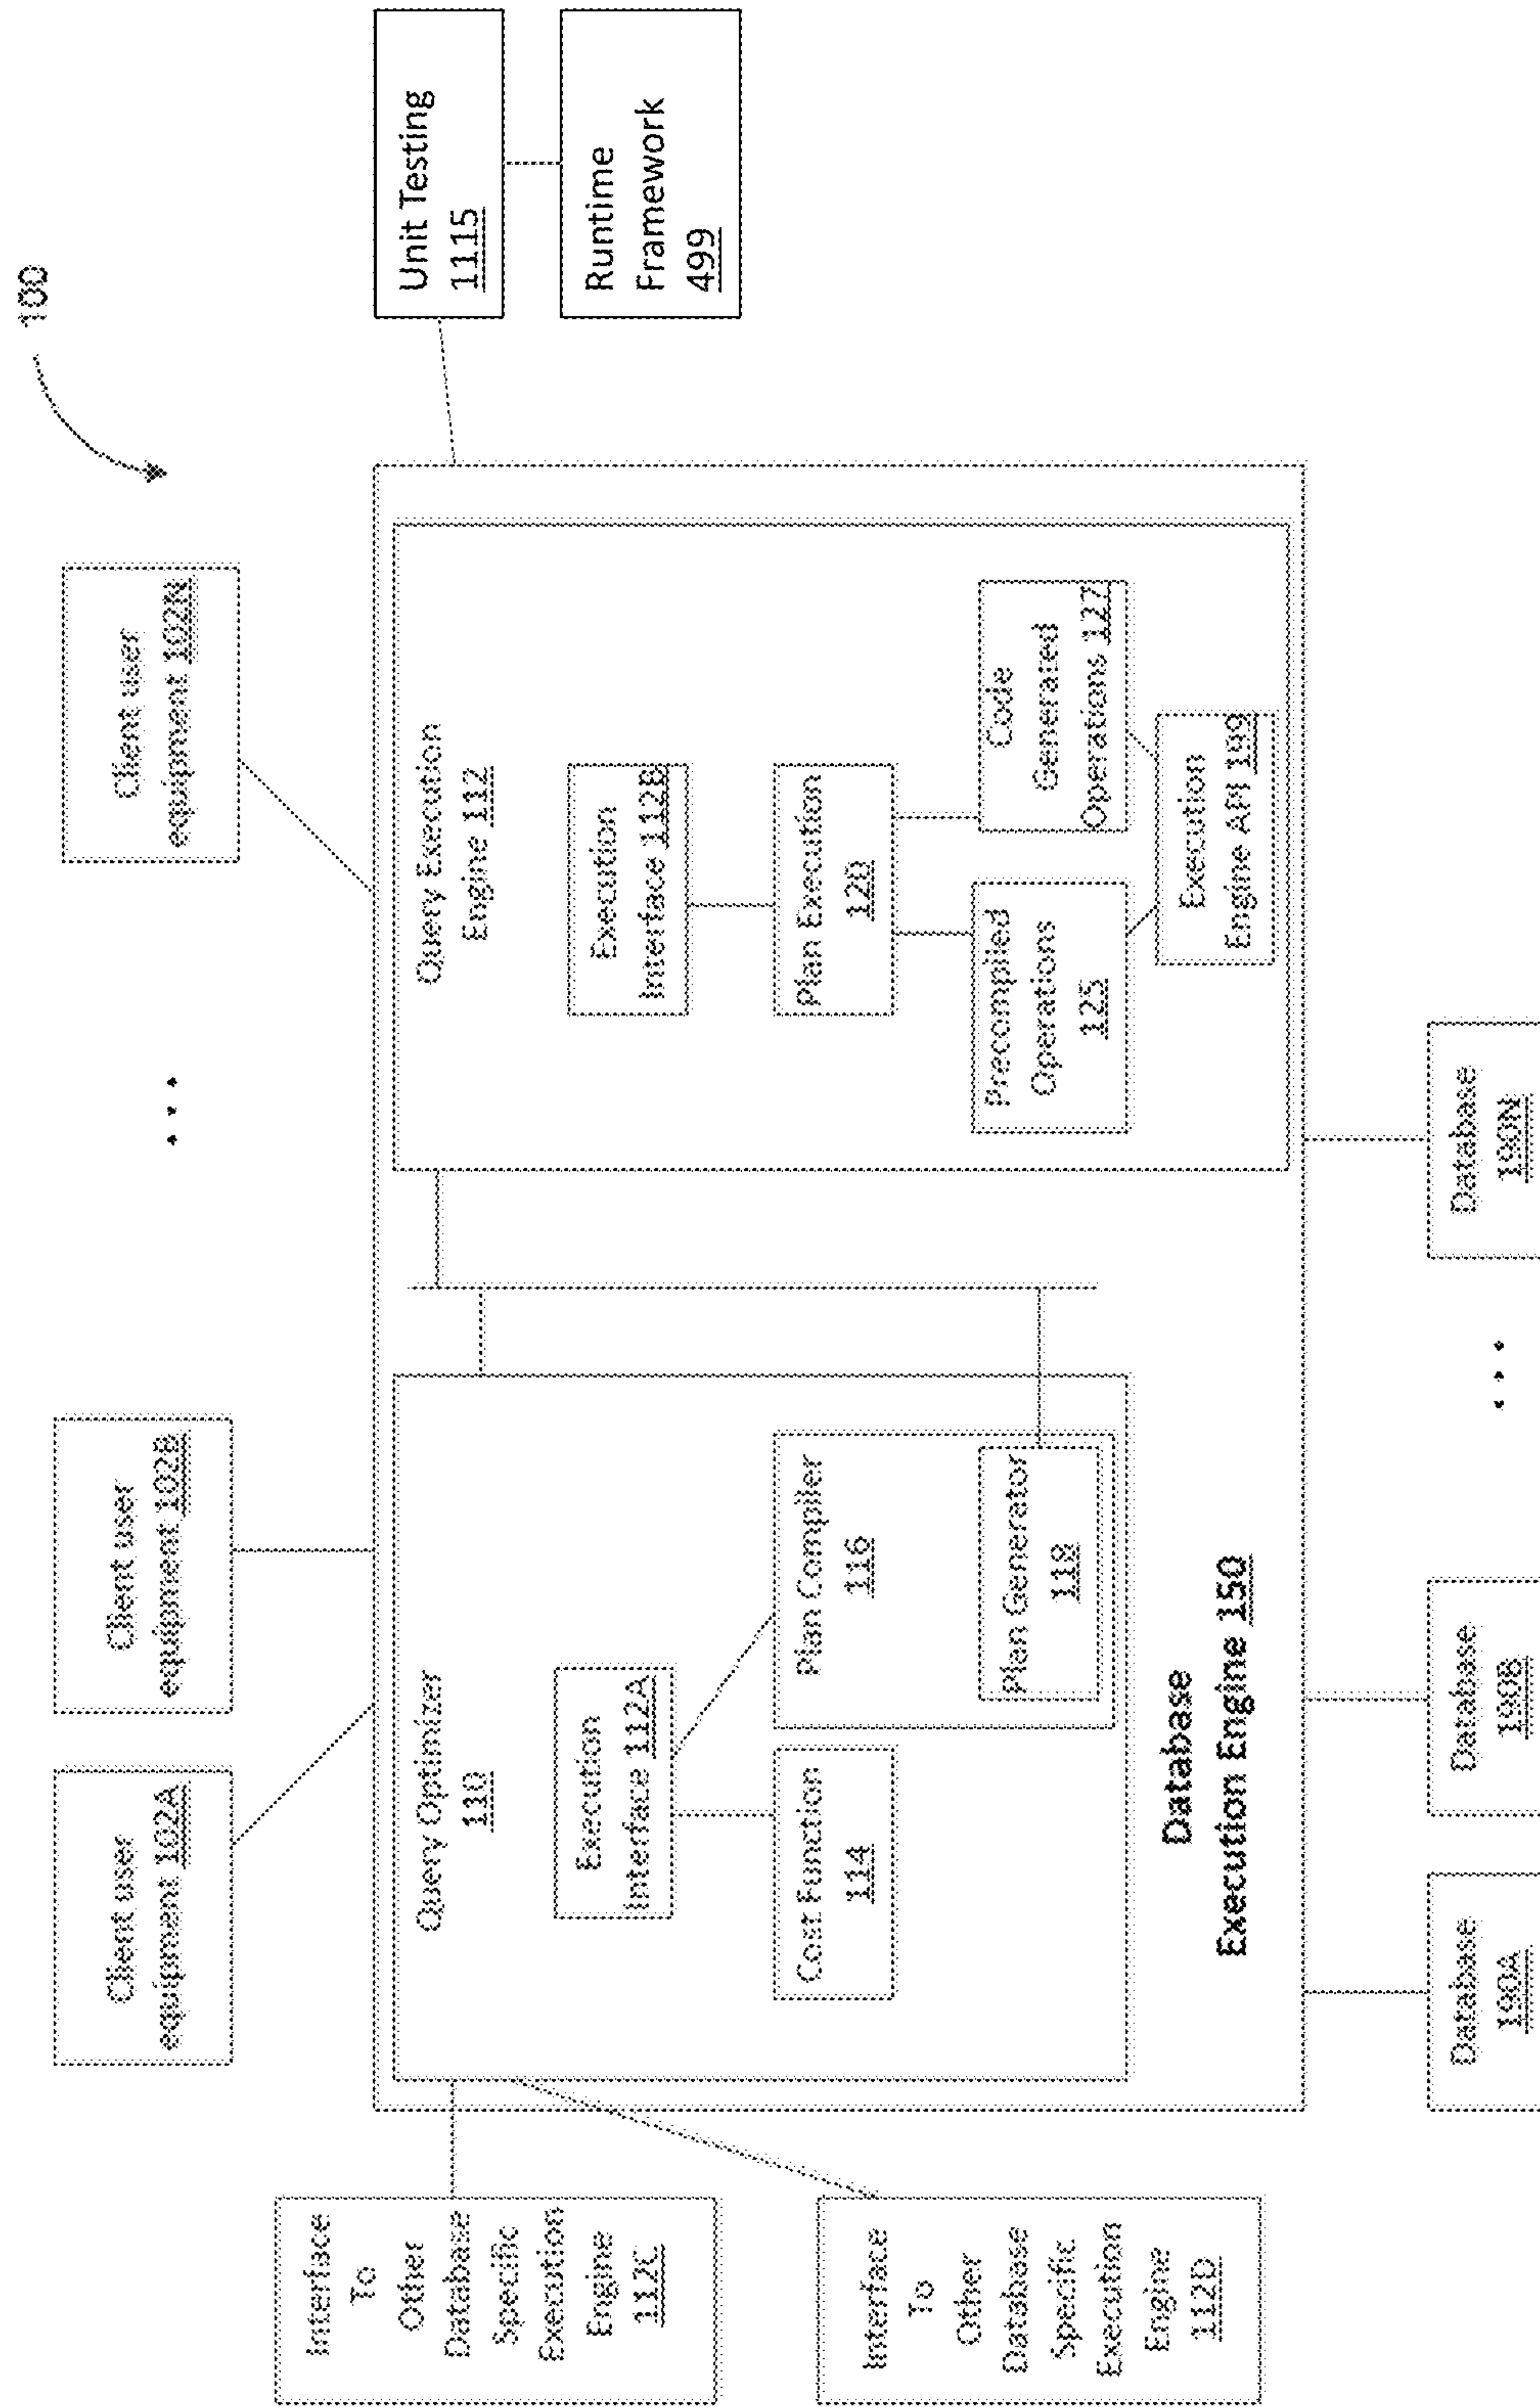 100
Client user
equipment 102A
Client user
equipment 102B
...
Client user
equipment 102N
Interface
To
Other
Database
Specific
Execution
Engine
112C
Interface
To
Other
Database
Specific
Execution
Engine
112D
Query Optimizer
110
Execution
Interface 112A
Cost Function
114
Plan Compiler
116
Plan Generator
118
Database
Execution Engine 150
Query Execution
Engine 112
Execution
Interface 112B
Plan Execution
120
Precompiled
Operations
125
Code
Generated
Operations 127
Execution
Engine API 199
Unit Testing
1115
Runtime
Framework
499
Database
190A
Database
190B
...
Database
190N